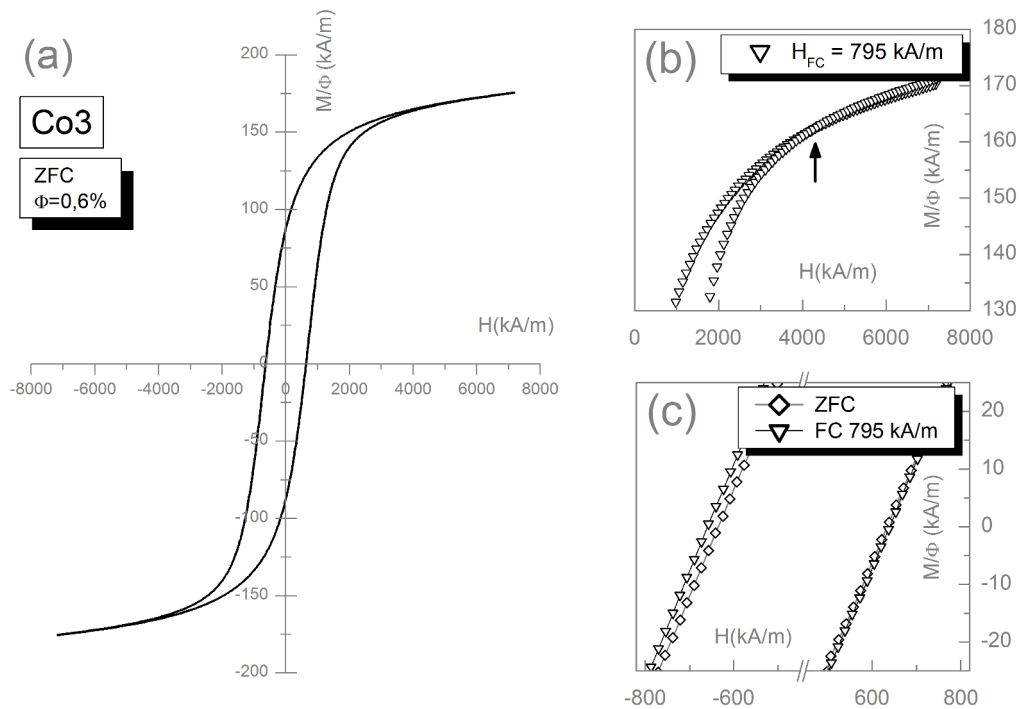 (a)
Co3
ZFC
Φ=0,6%
M/Φ (kA/m)
200
150
100
50
0
-50
-100
-150
-200
H(kA/m)
-8000 -6000 -4000 -2000 0 2000 4000 6000 8000
(b)
H_FC = 795 kA/m
180
170
160
150
140
130
M/Φ (kA/m)
H(kA/m)
0 2000 4000 6000 8000
(c)
ZFC
FC 795 kA/m
20
10
0
-10
-20
M/Φ (kA/m)
H(kA/m)
-800 -600 600 800